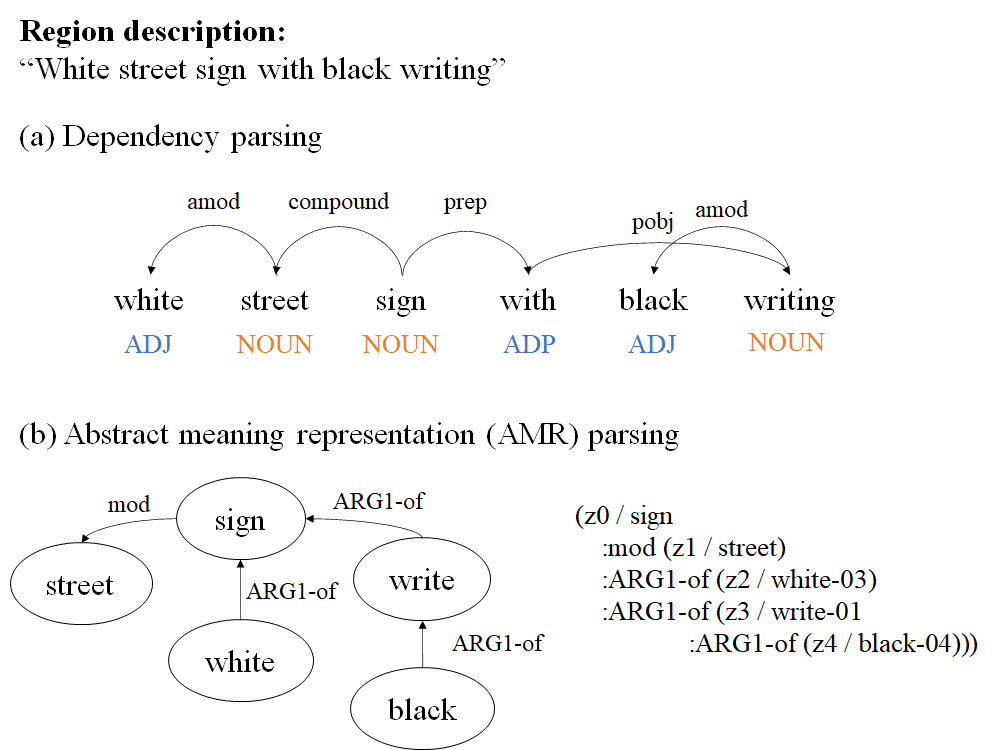 Region description:
“White street sign with black writing”
(a) Dependency parsing
amod compound prep pobj amod
white street sign with black writing
ADJ NOUN NOUN ADP ADJ NOUN
(b) Abstract meaning representation (AMR) parsing
mod sign ARG1-of
street write
ARG1-of
white ARG1-of
black
(z0 / sign
:mod (z1 / street)
:ARG1-of (z2 / white-03)
:ARG1-of (z3 / write-01
:ARG1-of (z4 / black-04)))